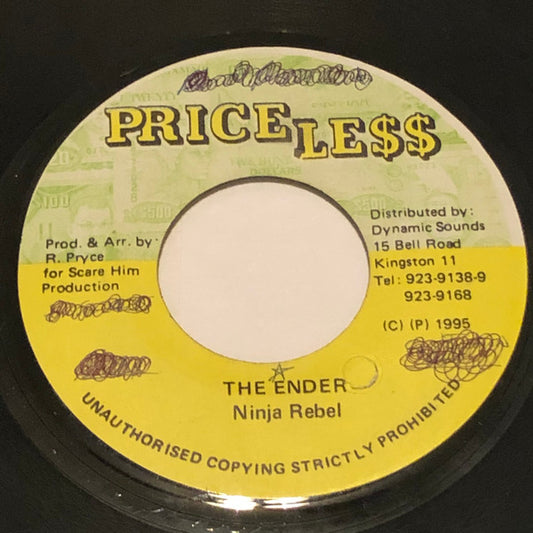 PRICELE$$
Prod. & Arr. by
R. Pryce
for Scare Him
Production
Distributed by:
Dynamic Sounds
15 Bell Road
Kingston 11
Tel: 923-9138-9
923-9168
(C) (P) 1995
THE ENDER
Ninja Rebel
UNAUTHORISED COPYING STRICTLY PROHIBITED